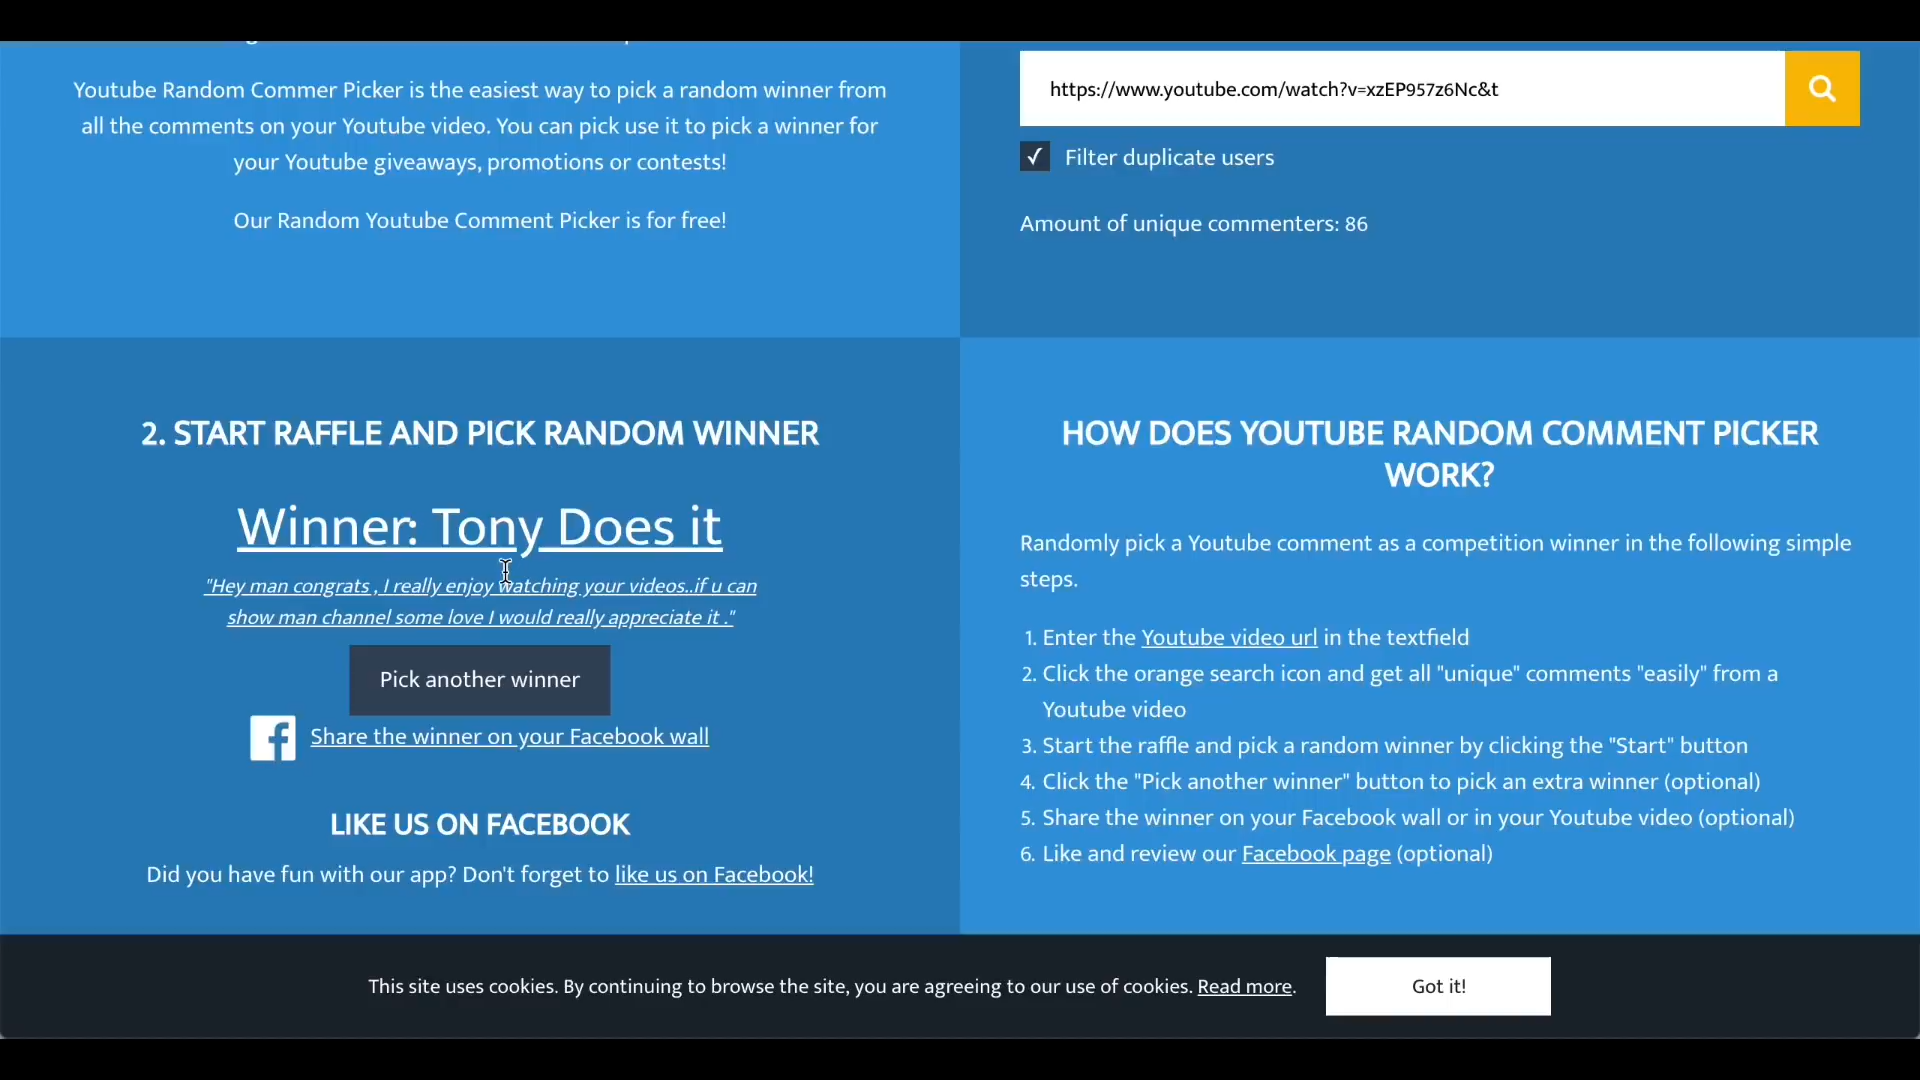 Youtube Random Commer Picker is the easiest way to pick a random winner from
all the comments on your Youtube video. You can pick use it to pick a winner for
your Youtube giveaways, promotions or contests!
Our Random Youtube Comment Picker is for free!
https://www.youtube.com/watch?v=xzEP957z6Nc&t
Filter duplicate users
Amount of unique commenters: 86
2. START RAFFLE AND PICK RANDOM WINNER
Winner: Tony Does it
"Hey man congrats , I really enjoy watching your videos..if u can
show man channel some love I would really appreciate it ."
Pick another winner
Share the winner on your Facebook wall
LIKE US ON FACEBOOK
Did you have fun with our app? Don't forget to like us on Facebook!
HOW DOES YOUTUBE RANDOM COMMENT PICKER
WORK?
Randomly pick a Youtube comment as a competition winner in the following simple
steps.
1. Enter the Youtube video url in the textfield
2. Click the orange search icon and get all "unique" comments "easily" from a
Youtube video
3. Start the raffle and pick a random winner by clicking the "Start" button
4. Click the "Pick another winner" button to pick an extra winner (optional)
5. Share the winner on your Facebook wall or in your Youtube video (optional)
6. Like and review our Facebook page (optional)
This site uses cookies. By continuing to browse the site, you are agreeing to our use of cookies. Read more.
Got it!